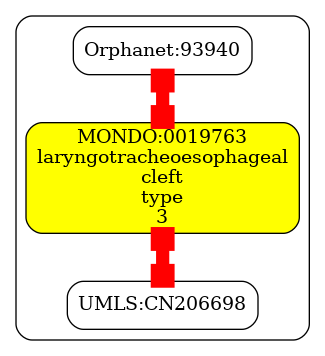 Orphanet:93940
MONDO:0019763
laryngotracheoesophageal
cleft
type
3
UMLS:CN206698